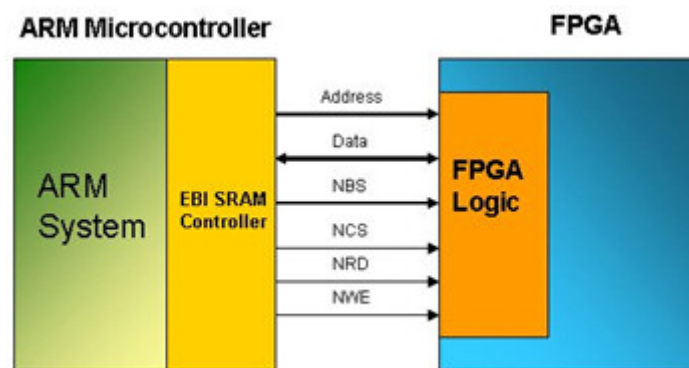 ARM Microcontroller
FPGA
ARM
System
EBI SRAM
Controller
Address
Data
NBS
NCS
NRD
NWE
FPGA
Logic